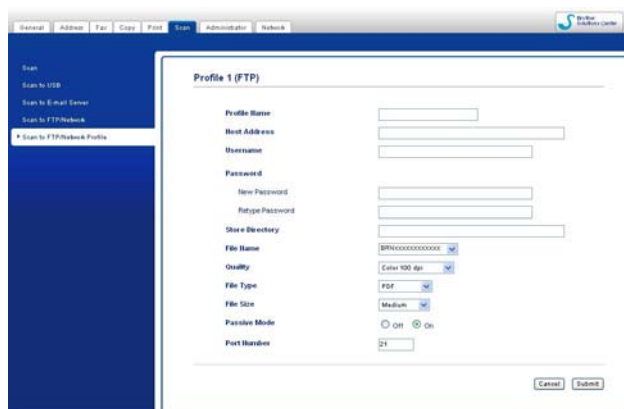 General Address Fax Copy Print Scan Administrator Network
Brother
Solutions Center
Scan
Scan to USB
Scan to E-mail Server
Scan to FTP/Network
Scan to FTP/Network Profile
Profile 1 (FTP)
Profile Name
Host Address
Username
Password
New Password
Retype Password
Store Directory
File Name BRNxxxxxxxxxxxx
Quality Color 100 dpi
File Type PDF
File Size Medium
Passive Mode Off On
Port Number 21
Cancel Submit